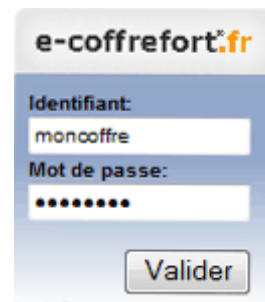 e-coffrefort.fr
Identifiant:
moncoffre
Mot de passe:
••••••••
Valider